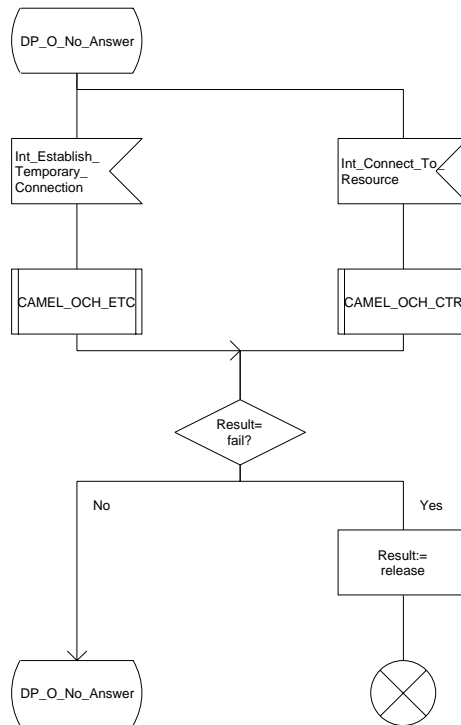 DP_O_No_Answer
Int_Establish_
Temporary_
Connection
Int_Connect_To_
Resource
CAMEL_OCH_ETC
CAMEL_OCH_CTR
Result=
fail?
No
Yes
Result:=
release
DP_O_No_Answer